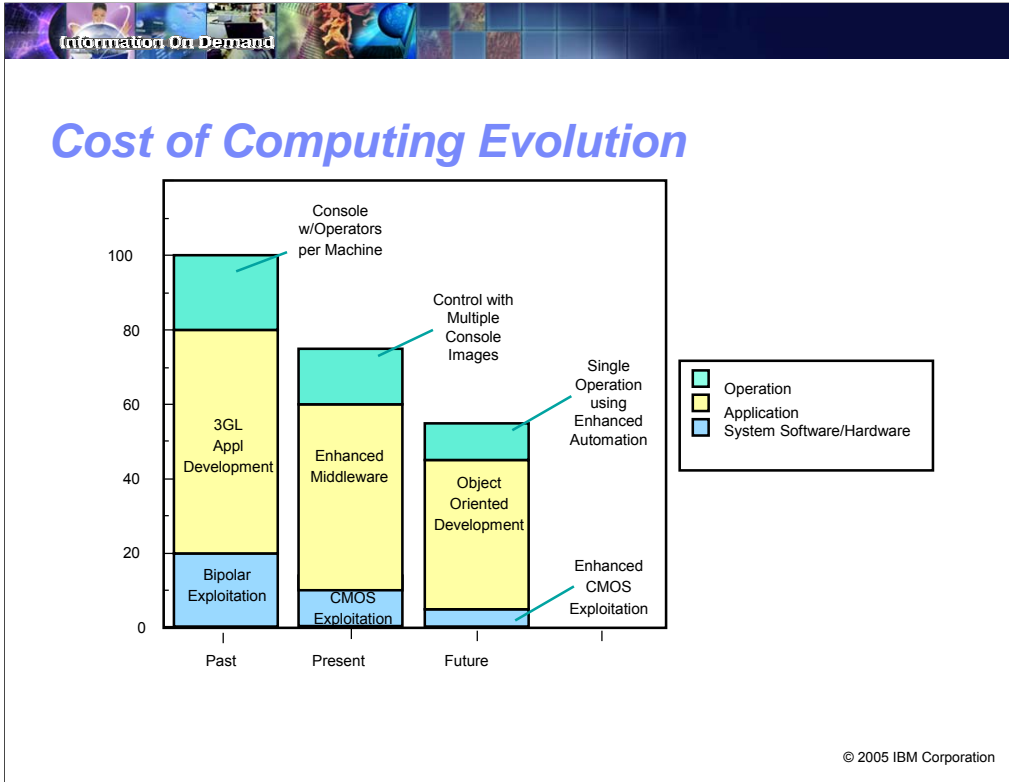 Information On Demand
Cost of Computing Evolution
100
80
60
40
20
0
Console
w/Operators
per Machine
Control with
Multiple
Console
Images
Single
Operation
using
Enhanced
Automation
3GL
Appl
Development
Enhanced
Middleware
Object
Oriented
Development
Bipolar
Exploitation
CMOS
Exploitation
Enhanced
CMOS
Exploitation
Past
Present
Future
Operation
Application
System Software/Hardware
© 2005 IBM Corporation